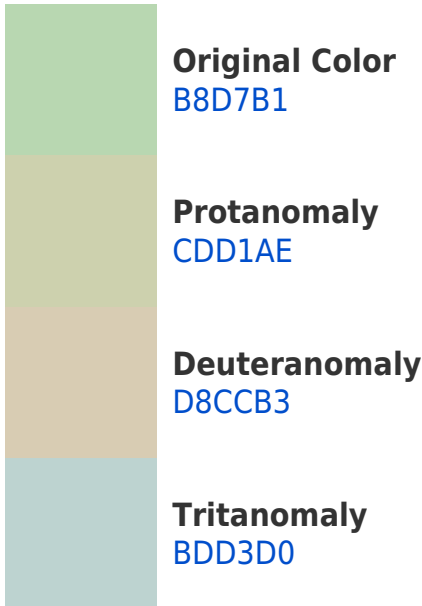 Original Color
B8D7B1
Protanomaly
CDD1AE
Deuteranomaly
D8CCB3
Tritanomaly
BDD3D0